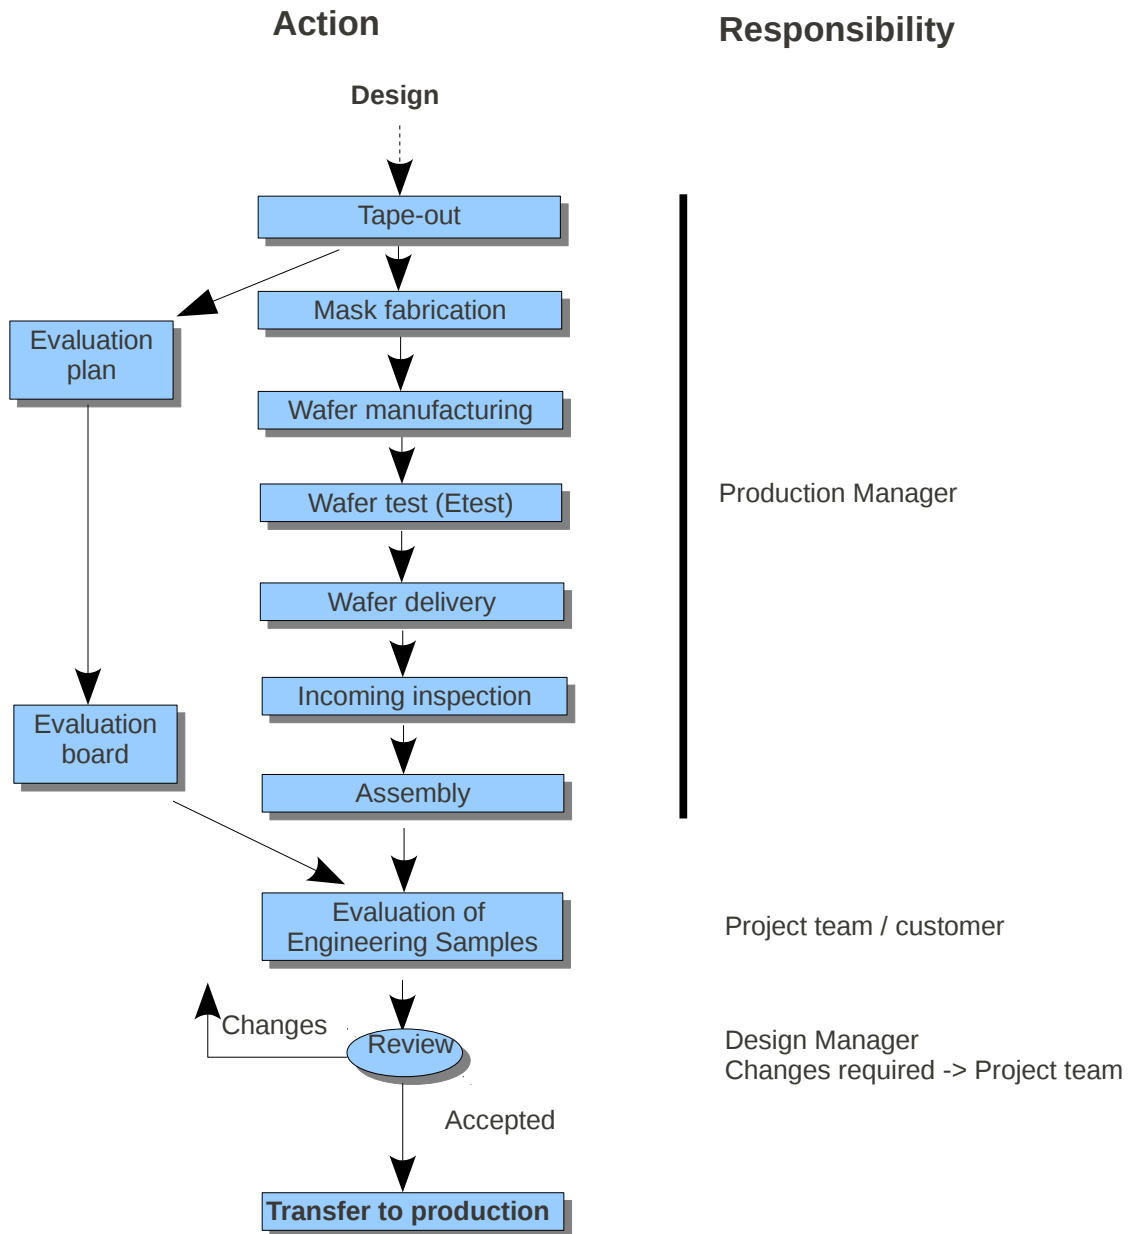 Action
Responsibility
Design
Tape-out
Mask fabrication
Evaluation
plan
Wafer manufacturing
Wafer test (Etest)
Production Manager
Wafer delivery
Incoming inspection
Evaluation
board
Assembly
Evaluation of
Engineering Samples
Project team / customer
Changes
Review
Design Manager
Changes required -> Project team
Accepted
Transfer to production